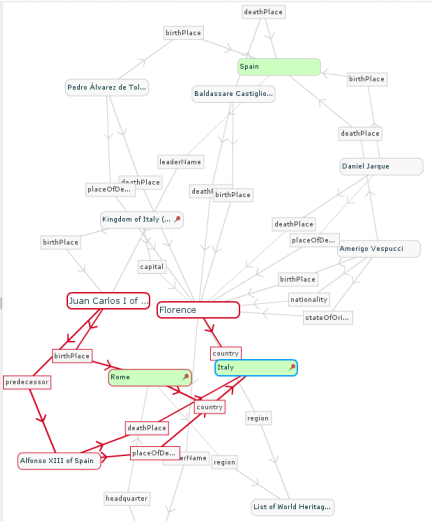 deathPlace
birthPlace
Spain
birthPlace
Pedro Álvarez de Tol...
Baldassare Castiglio...
deathPlace
leaderName
Daniel Jarque
deathPlace
placeOfDe...
birthPlace
Kingdom of Italy (...
deathPlace
placeOfDe...
birthPlace
Amerigo Vespucci
capital
birthPlace
Juan Carlos I of ...
nationality
Florence
stateOfOri...
birthPlace
country
Rome
Italy
predecessor
country
region
deathPlace
placeOfDe...
Alfonso XIII of Spain
region
headquarter
List of World Heritag...